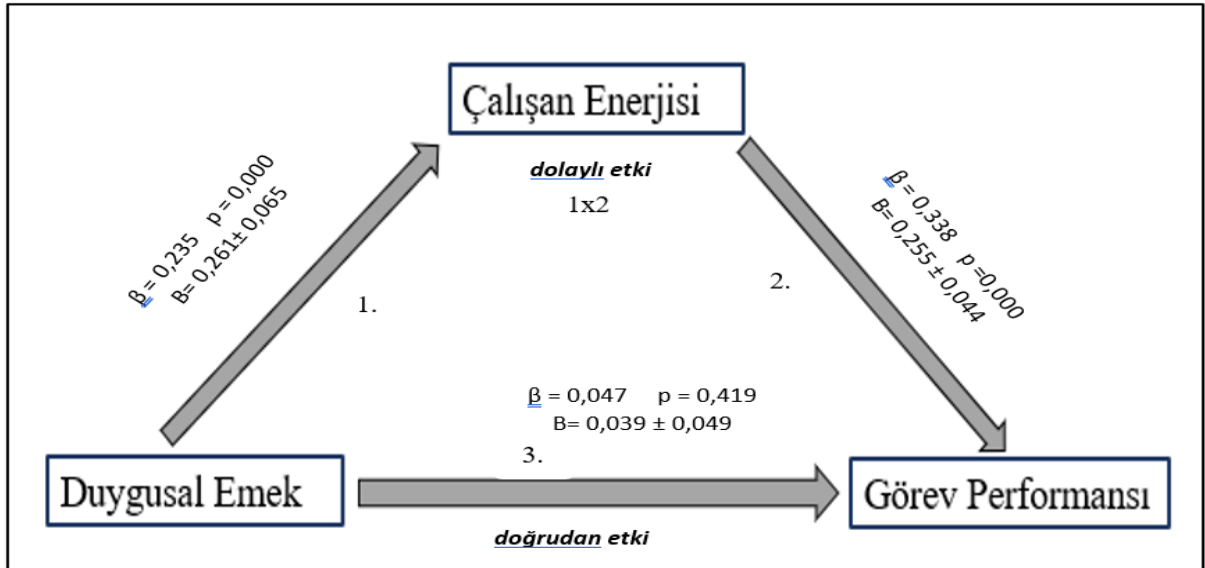 Çalışan Enerjisi
dolaylı etki
1x2
β = 0,235 p = 0,000
B= 0,261± 0,065
1.
β = 0,338 p =0,000
B= 0,255 ± 0,044
2.
β = 0,047 p = 0,419
B= 0,039 ± 0,049
3.
Duygusal Emek
Görev Performansı
doğrudan etki